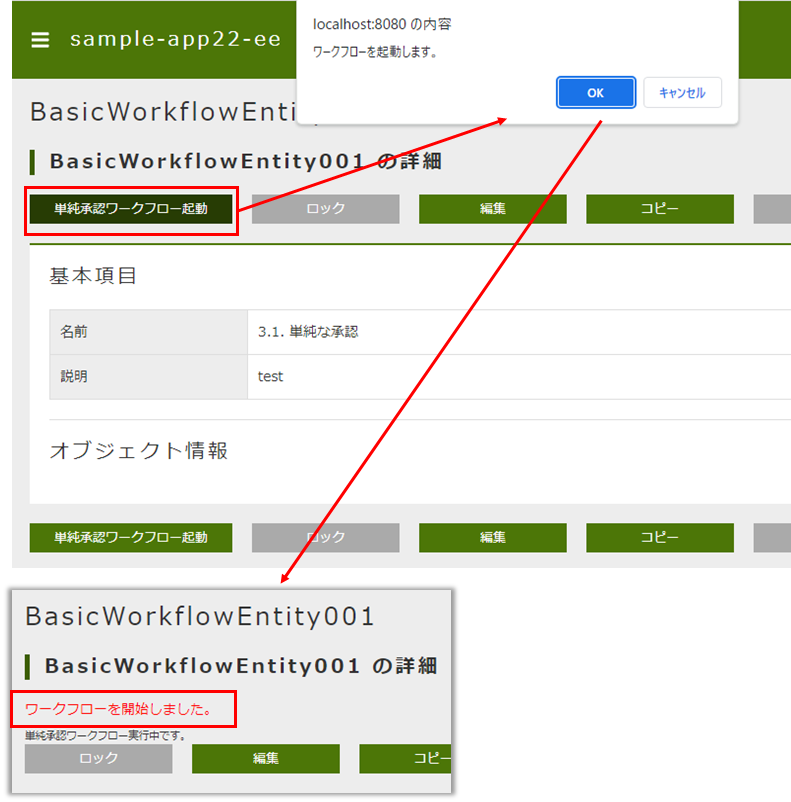 sample-app22-ee
localhost:8080 の内容
ワークフローを起動します。
OK
キャンセル
BasicWorkflowEnti
BasicWorkflowEntity001 の詳細
単純承認ワークフロー起動
ロック
編集
コピー
基本項目
名前
3.1. 単純な承認
説明
test
オブジェクト情報
単純承認ワークフロー起動
ロック
編集
コピー
BasicWorkflowEntity001
BasicWorkflowEntity001 の詳細
ワークフローを開始しました。
単純承認ワークフロー実行中です。
ロック
編集
コピー